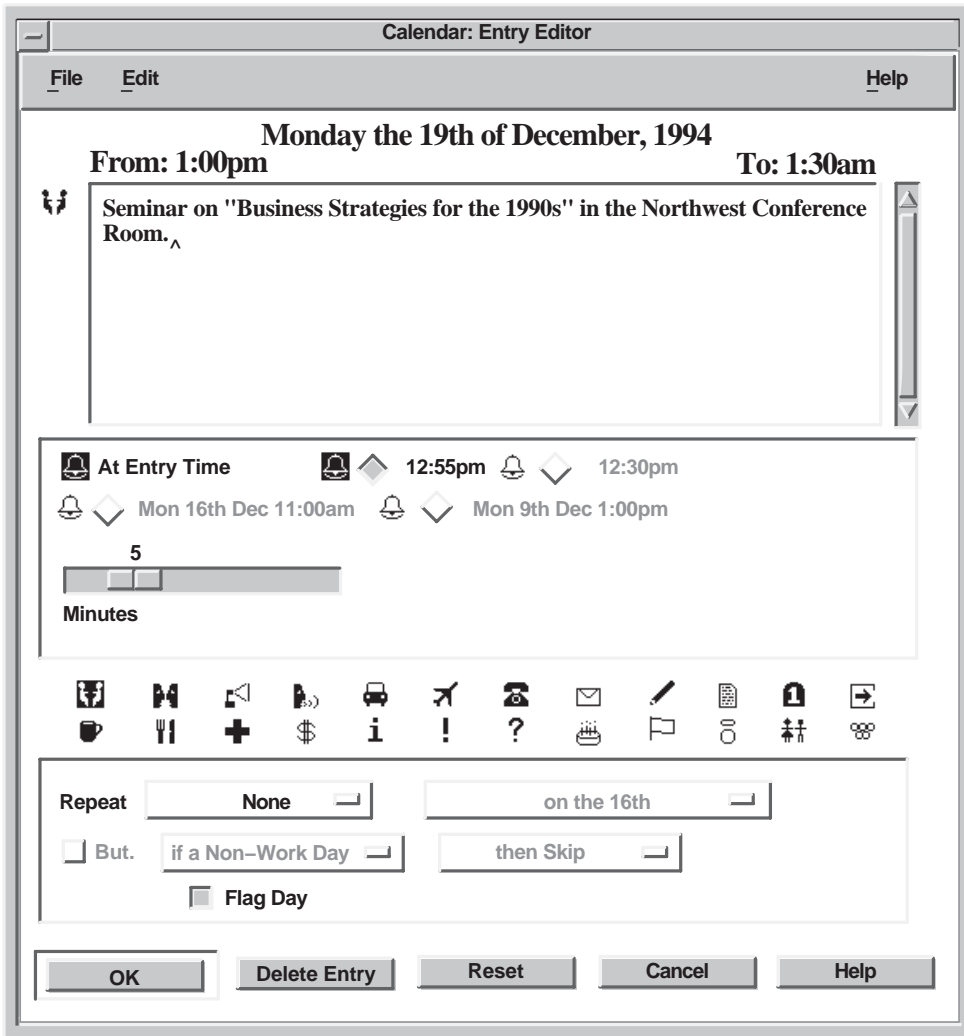 Calendar: Entry Editor
File Edit Help
Monday the 19th of December, 1994
From: 1:00pm To: 1:30am
Seminar on "Business Strategies for the 1990s" in the Northwest Conference
Room.^
At Entry Time 12:55pm 12:30pm
Mon 16th Dec 11:00am Mon 9th Dec 1:00pm
5
Minutes
1
$ i ! ?
Repeat None on the 16th
But. if a Non–Work Day then Skip
Flag Day
OK Delete Entry Reset Cancel Help